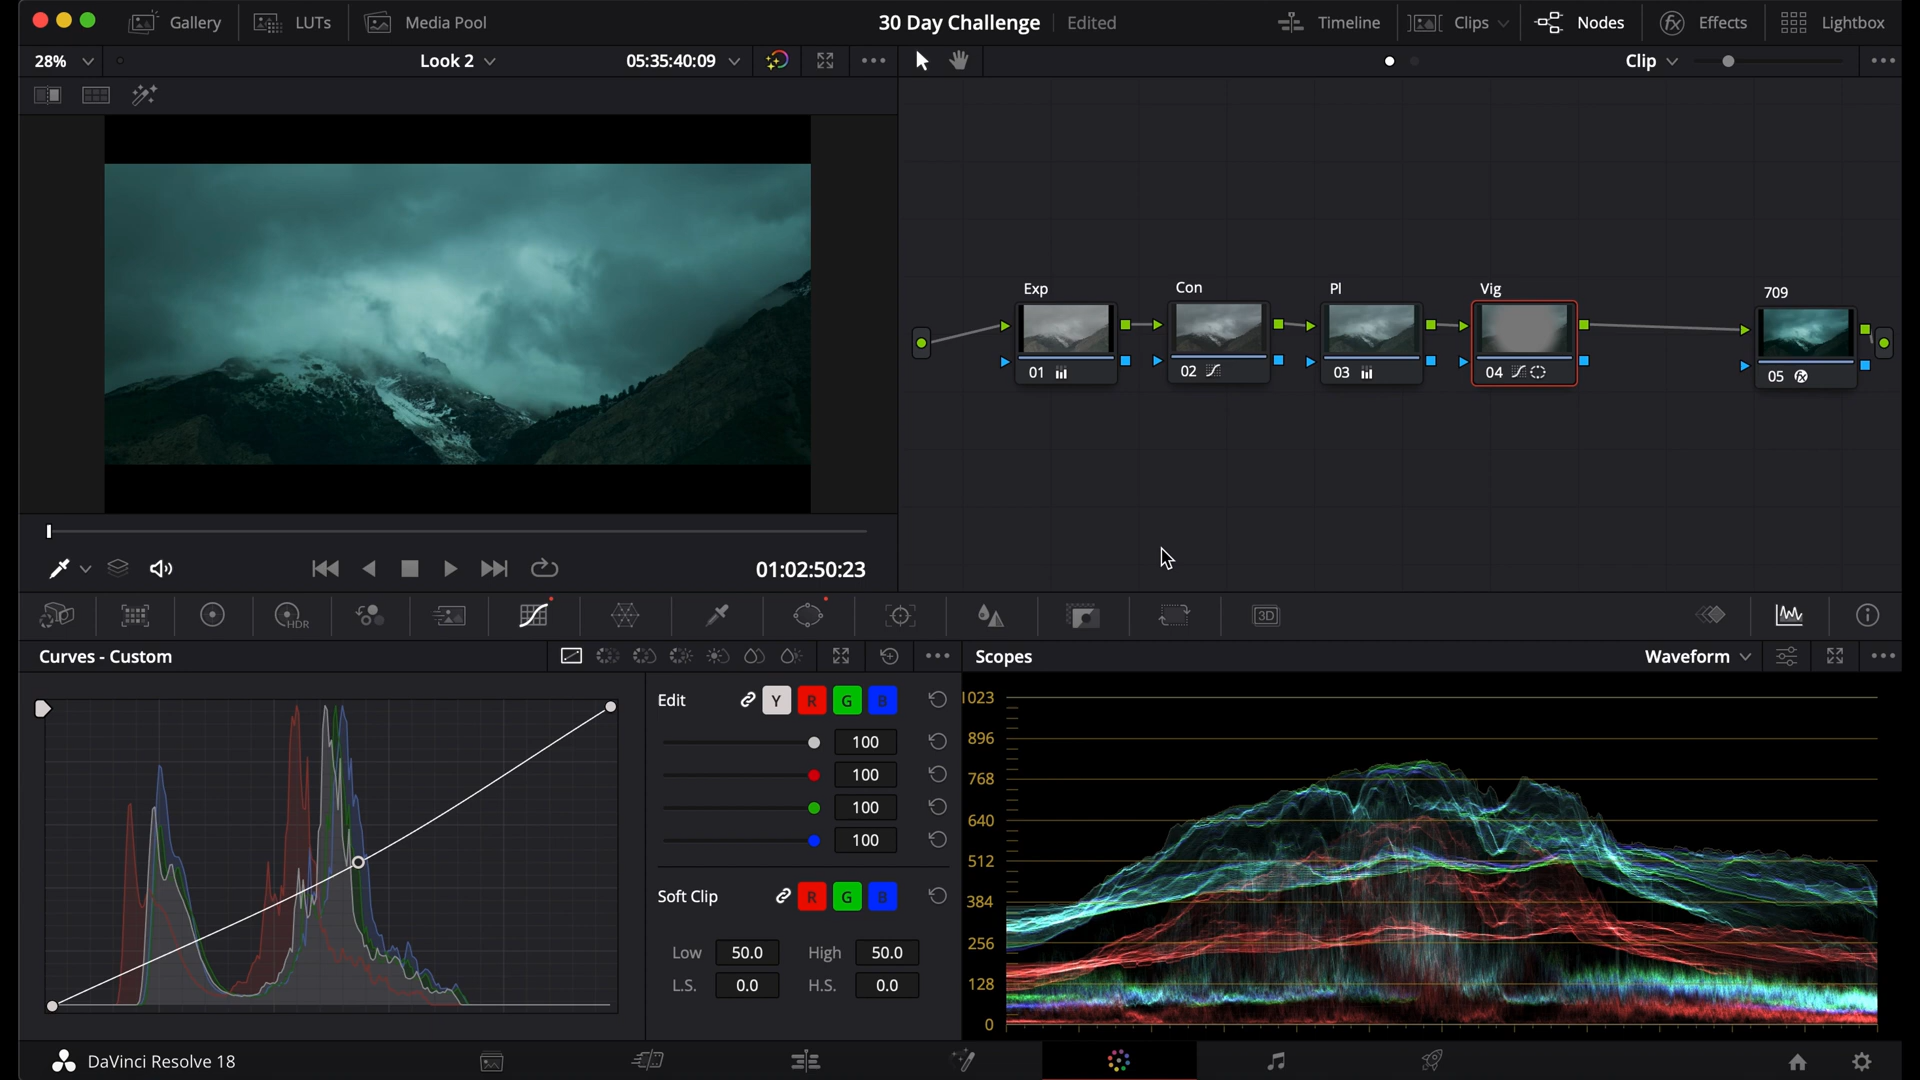 Gallery LUTs Media Pool 30 Day Challenge Edited Timeline Clips Nodes Effects Lightbox
28% Look 2 05:35:40:09 Clip
Exp Con Pl Vig 709
01 02 03 04 05
01:02:50:23
HDR 3D
Curves - Custom Scopes Waveform
Edit Y R G B
100
100
100
100
Soft Clip R G B
Low 50.0 High 50.0
L.S. 0.0 H.S. 0.0
1023
896
768
640
512
384
256
128
0
DaVinci Resolve 18